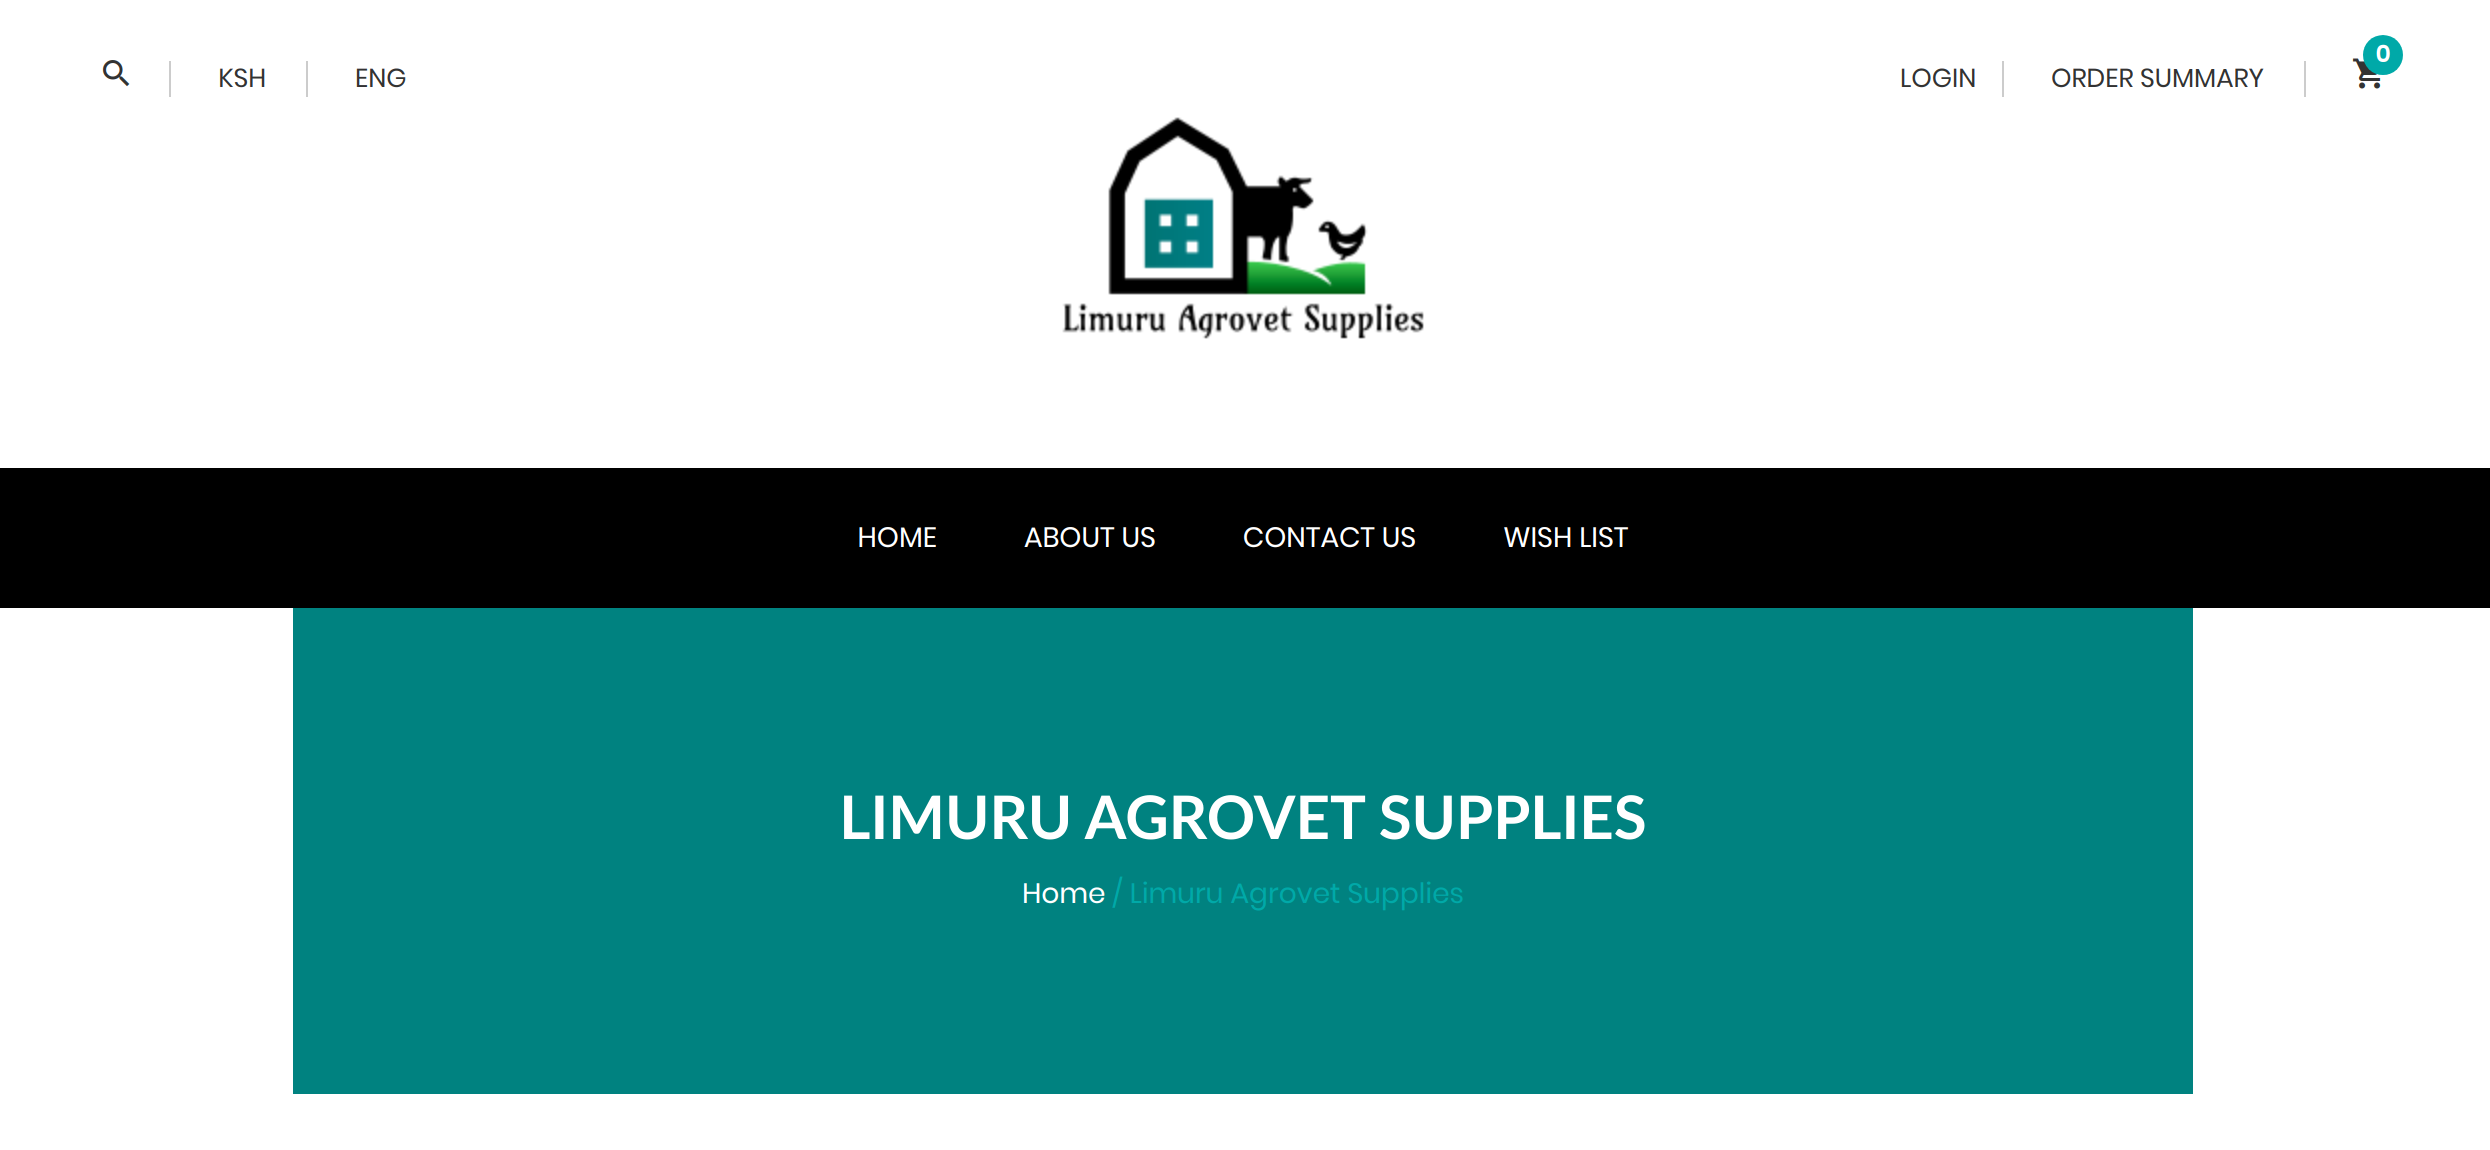 KSH
ENG
LOGIN
ORDER SUMMARY
0
Limuru Agrovet Supplies
HOME
ABOUT US
CONTACT US
WISH LIST
LIMURU AGROVET SUPPLIES
Home / Limuru Agrovet Supplies